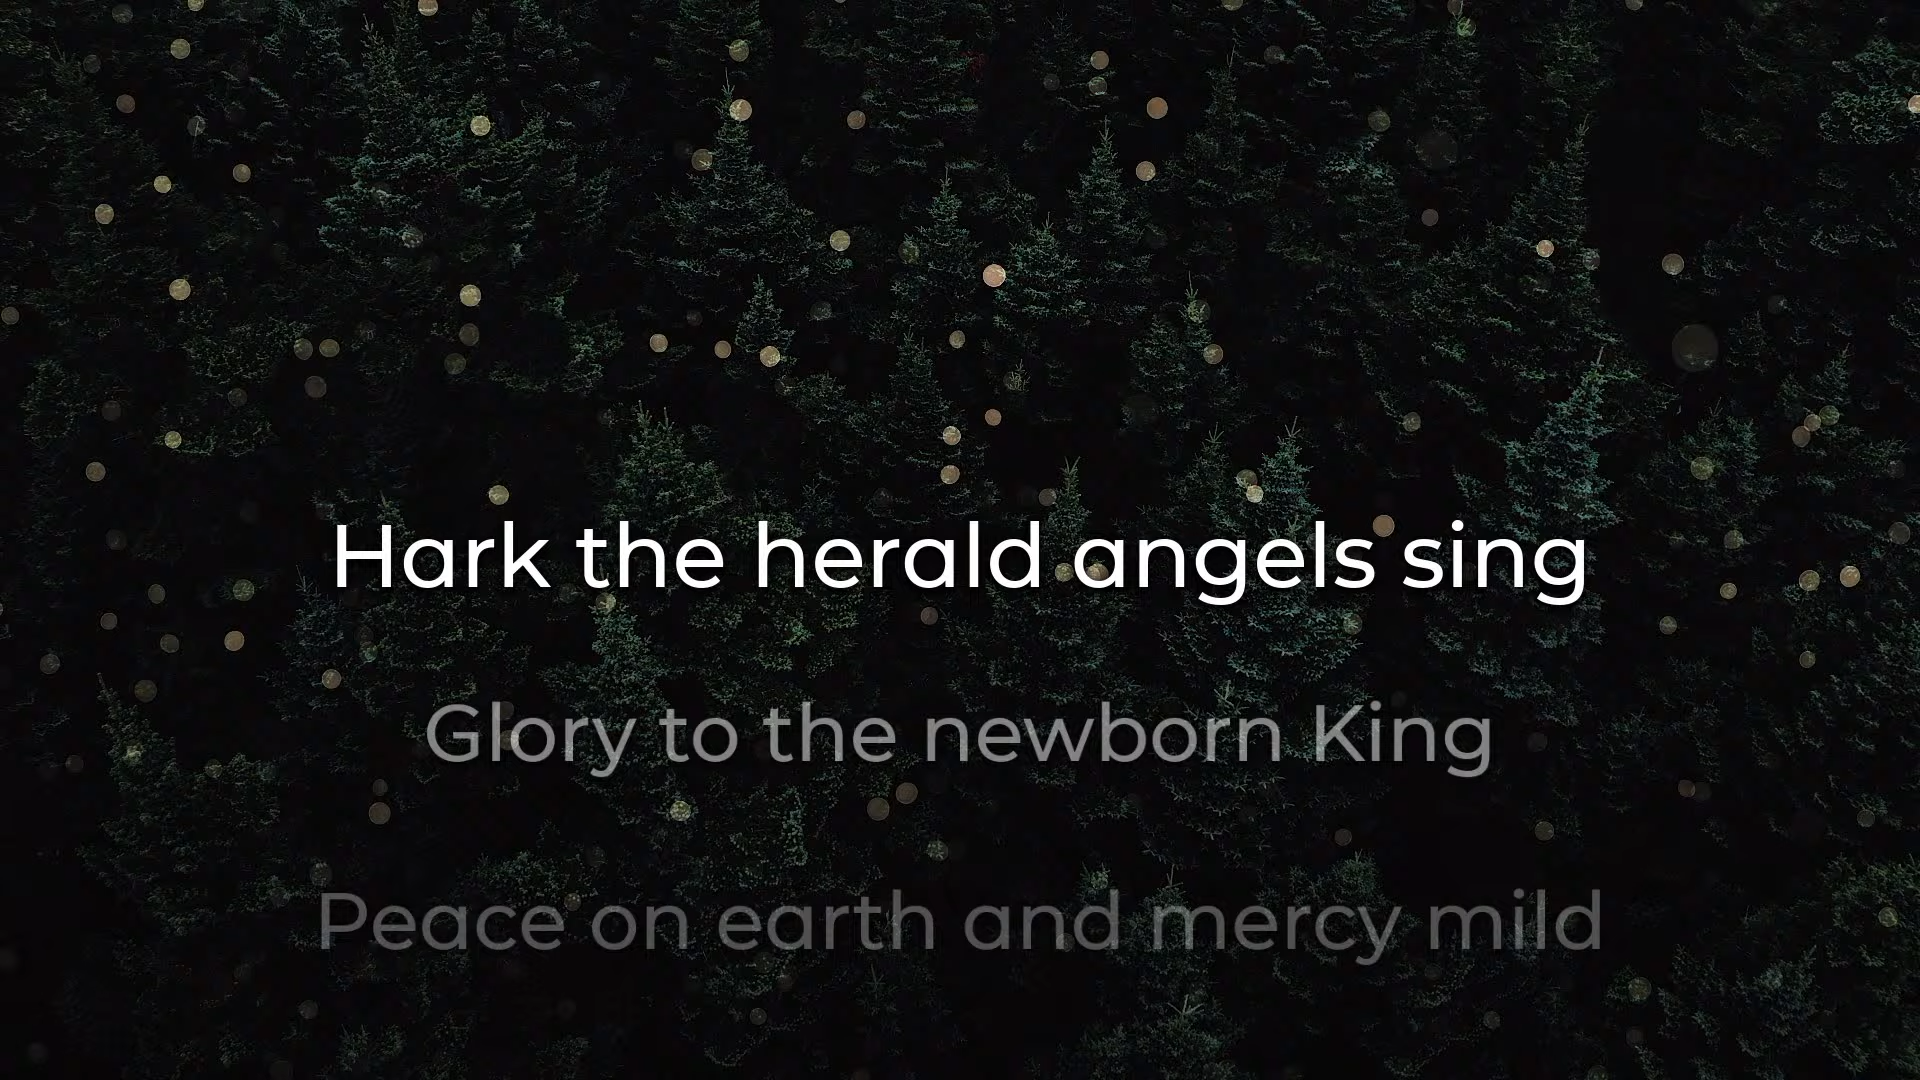 Hark the herald angels sing
Glory to the newborn King
Peace on earth and mercy mild